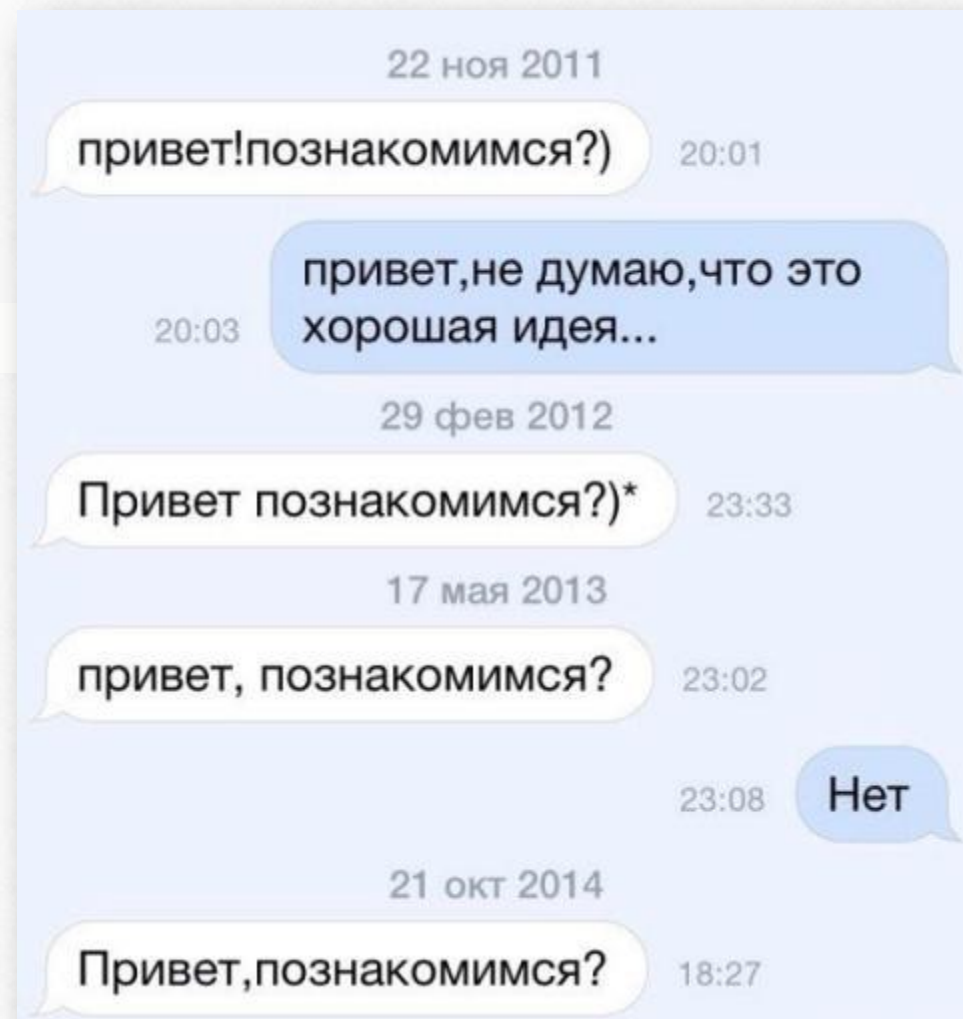 22 ноя 2011
привет!познакомимся?)
20:01
привет,не думаю,что это
хорошая идея...
20:03
29 фев 2012
Привет познакомимся?)*
23:33
17 мая 2013
привет, познакомимся?
23:02
Нет
23:08
21 окт 2014
Привет,познакомимся?
18:27